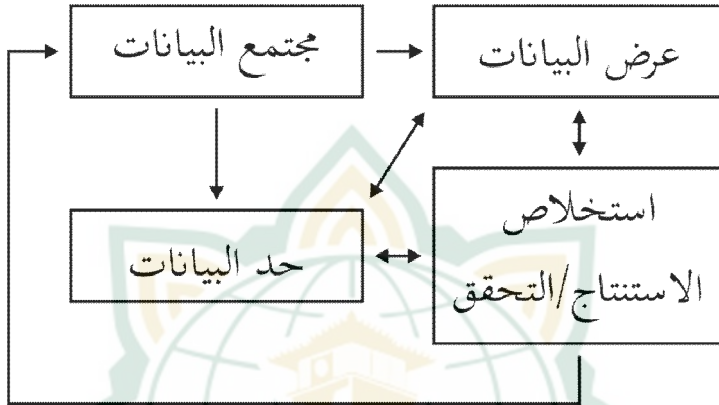 مجتمع البيانات
عرض البيانات
حد البيانات
استخلاص
الاستنتاج/التحقق